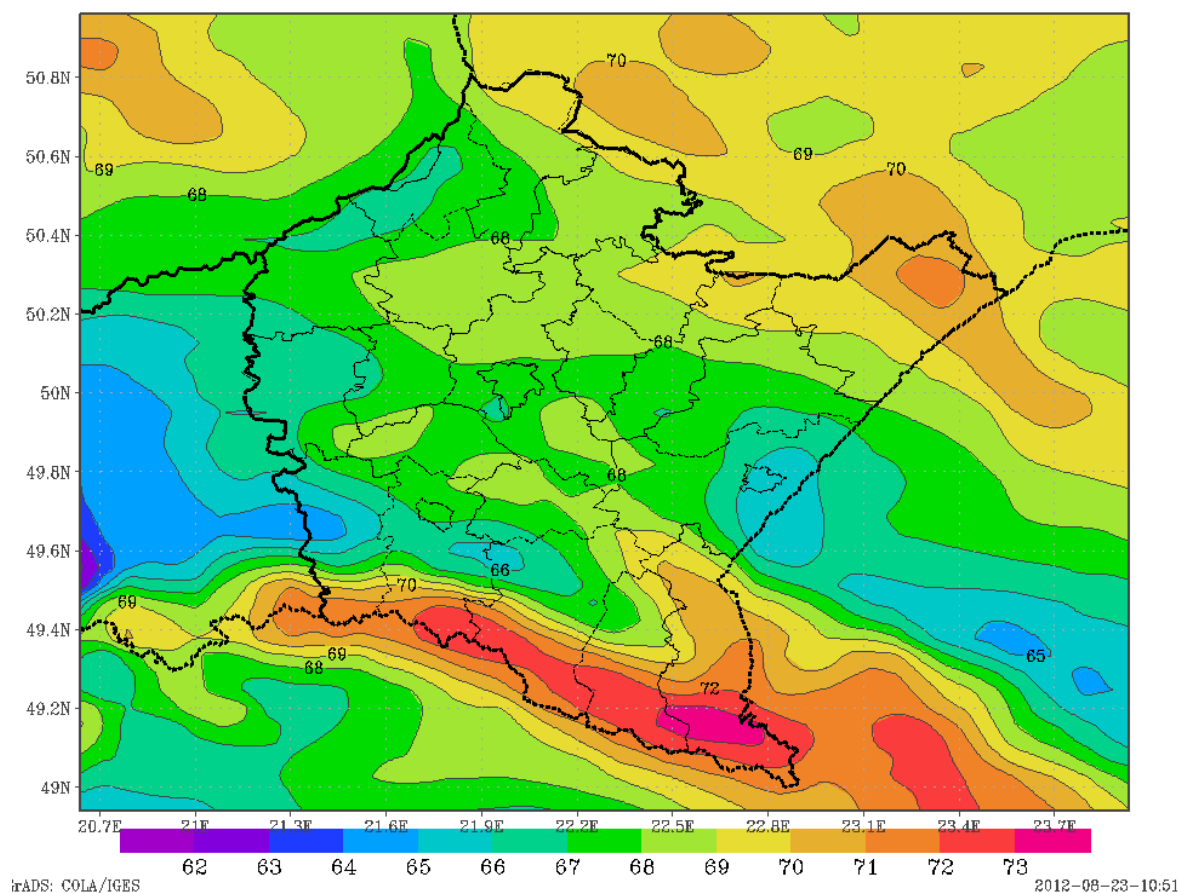 50.8N
50.6N
50.4N
50.2N
50N
49.8N
49.6N
49.4N
49.2N
49N
70
69
69
70
68
68
68
68
66
70
69
69
68
65
72
20.7E 21E 21.3E 21.6E 21.9E 22.2E 22.5E 22.8E 23.1E 23.4E 23.7E
62 63 64 65 66 67 68 69 70 71 72 73
rADS: COLA/IGES 2012-08-23-10:51